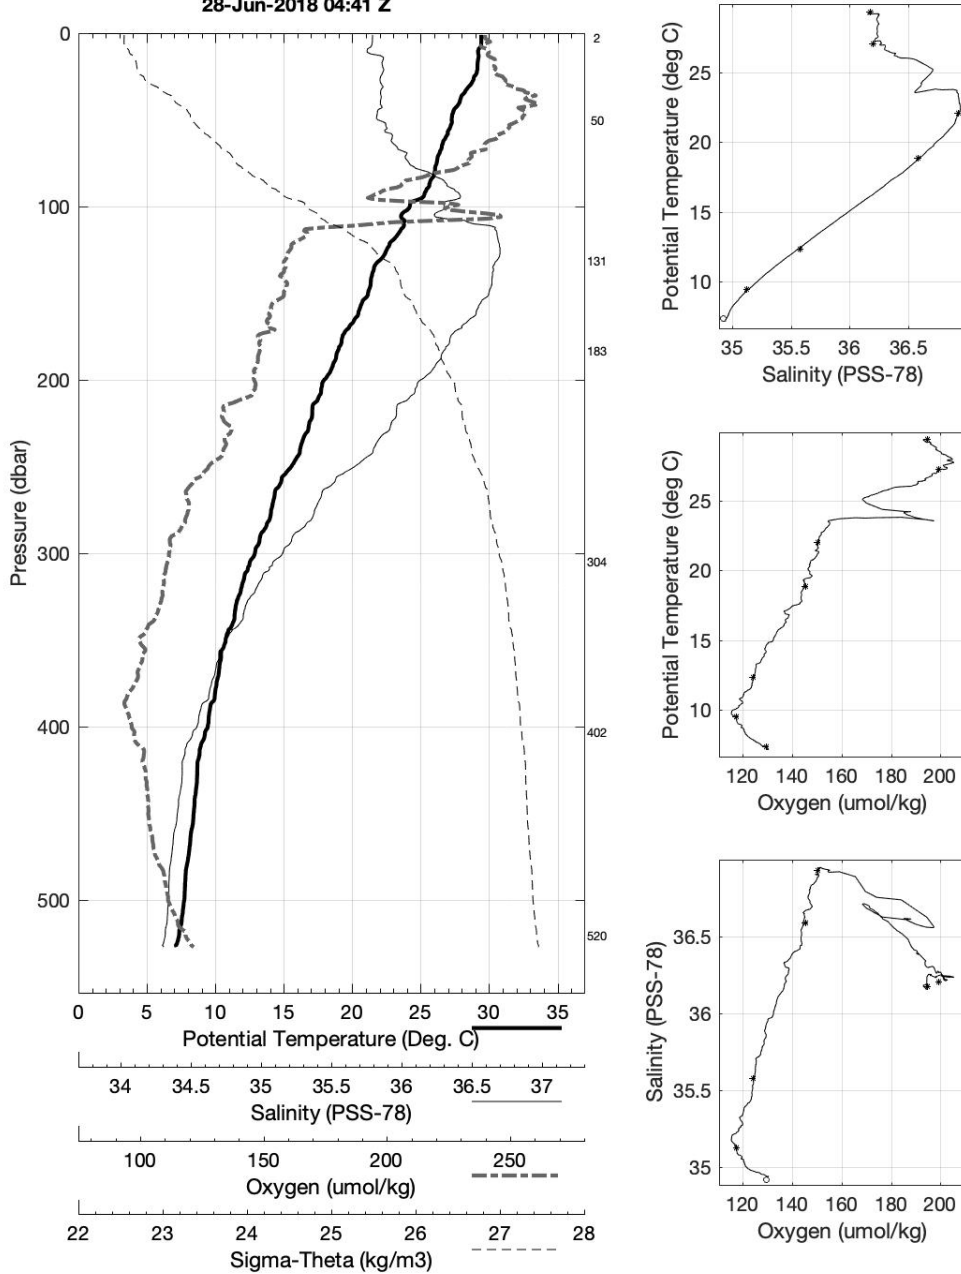 28-Jun-2018 04:41 Z
0
100
200
300
400
500
Pressure (dbar)
2
50
131
183
304
402
520
0 5 10 15 20 25 30 35
Potential Temperature (Deg. C)
34 34.5 35 35.5 36 36.5 37
Salinity (PSS-78)
100 150 200 250
Oxygen (umol/kg)
22 23 24 25 26 27 28
Sigma-Theta (kg/m3)
Potential Temperature (deg C)
25
20
15
10
35 35.5 36 36.5
Salinity (PSS-78)
Potential Temperature (deg C)
25
20
15
10
120 140 160 180 200
Oxygen (umol/kg)
Salinity (PSS-78)
36.5
36
35.5
35
120 140 160 180 200
Oxygen (umol/kg)